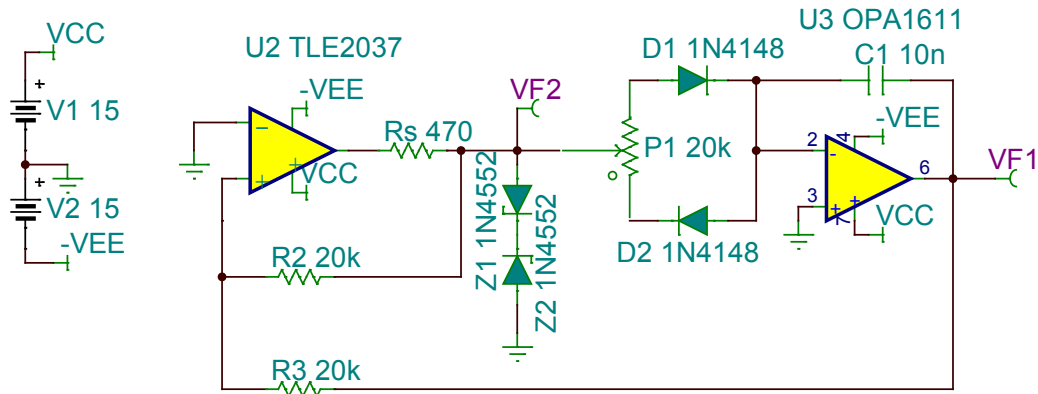 VCC
V1 15
V2 15
-VEE
U2 TLE2037
-VEE
VCC
Rs 470
VF2
Z1 1N4552
Z2 1N4552
R2 20k
R3 20k
D1 1N4148
P1 20k
D2 1N4148
U3 OPA1611
C1 10n
-VEE
2
3
4
6
7
VCC
VF1